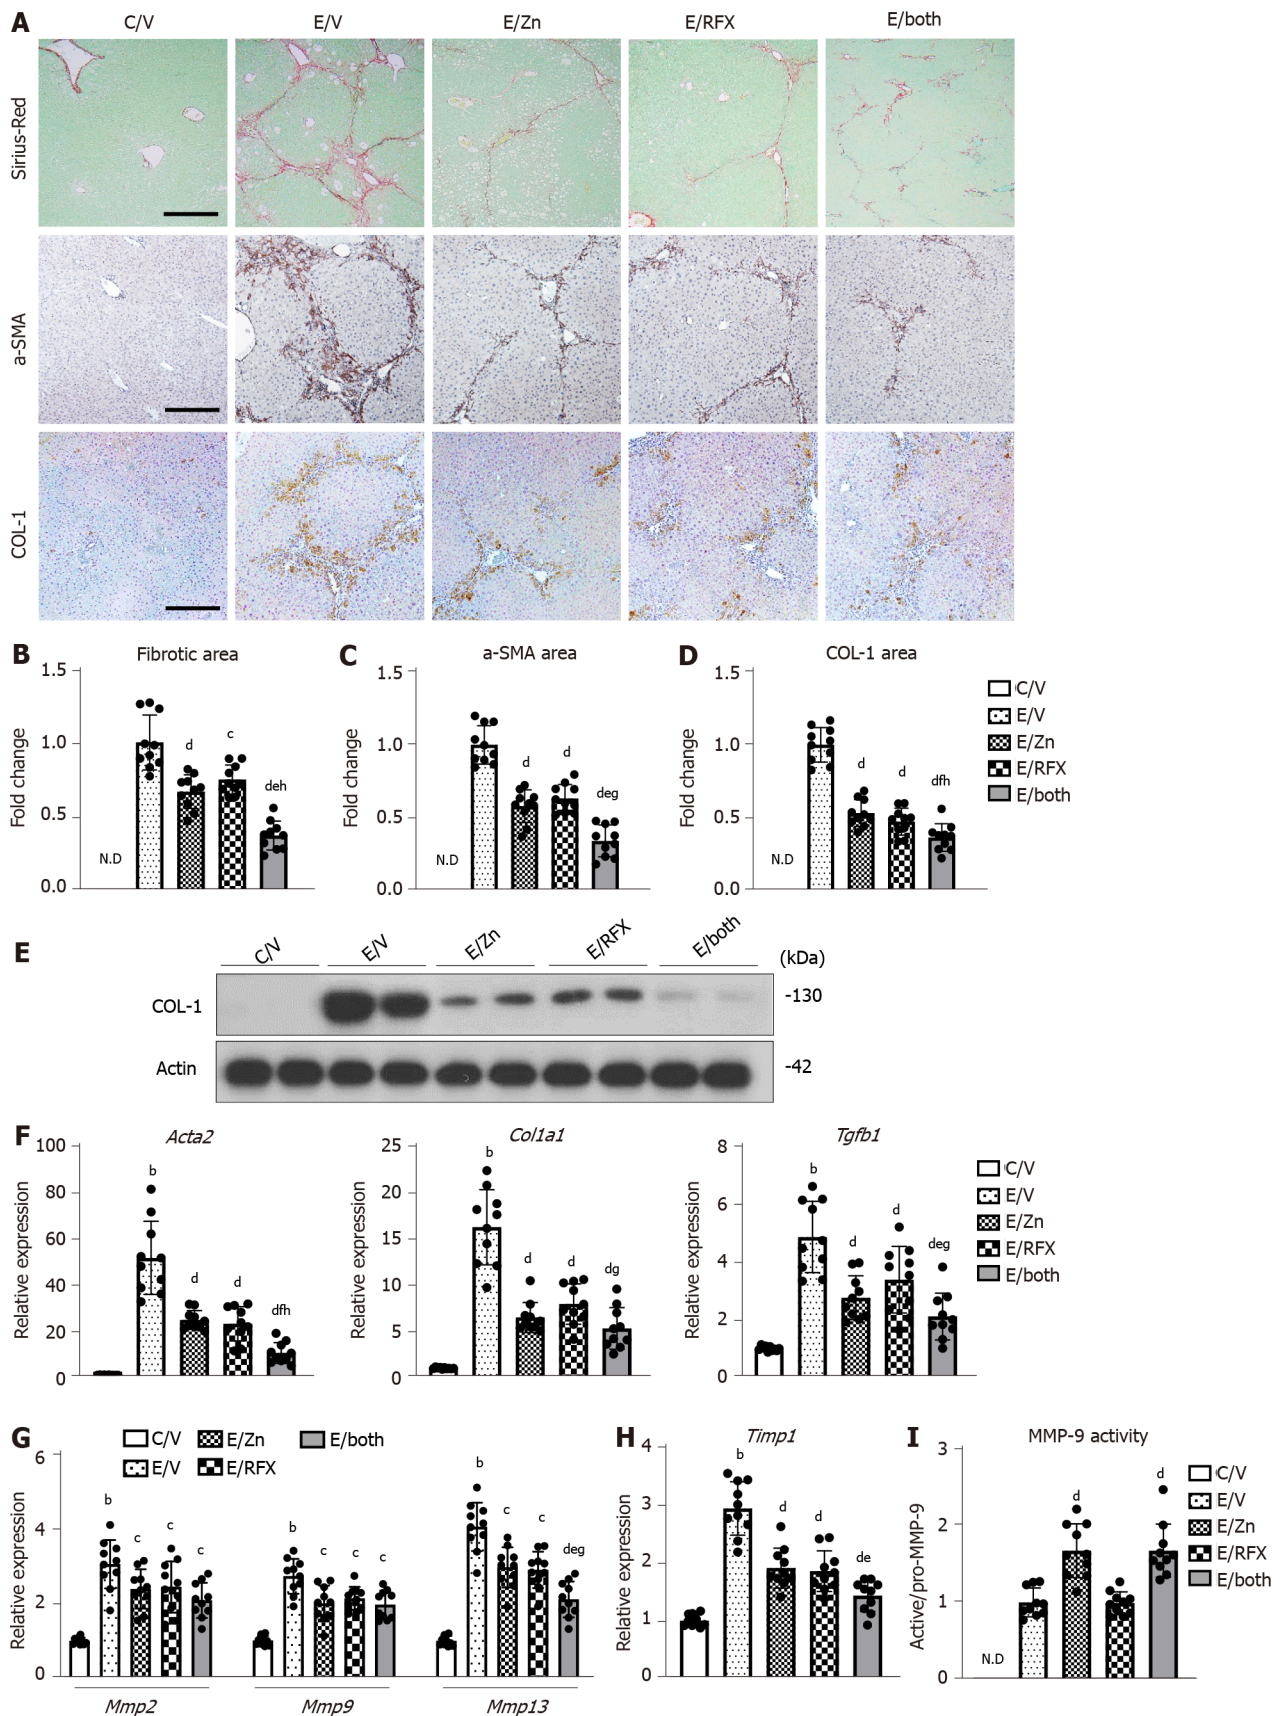 A
C/V E/V E/Zn E/RFX E/both
Sirius-Red
a-SMA
COL-1
B Fibrotic area
Fold change
1.5
1.0
0.5
0.0
N.D
d
c
deh
C a-SMA area
Fold change
1.5
1.0
0.5
0.0
N.D
d
d
deg
D COL-1 area
Fold change
1.5
1.0
0.5
0.0
N.D
d
d
dfh
C/V
E/V
E/Zn
E/RFX
E/both
E
C/V E/V E/Zn E/RFX E/both (kDa)
COL-1 -130
Actin -42
F
Acta2
Relative expression
100
80
60
40
20
0
b
d
d
dfh
Col1a1
Relative expression
25
20
15
10
5
0
b
d
d
dg
Tgfb1
Relative expression
8
6
4
2
0
b
d
d
deg
C/V
E/V
E/Zn
E/RFX
E/both
G
C/V E/Zn E/both
E/V E/RFX
Relative expression
6
4
2
0
b c c c
b c c c
b c c deg
Mmp2 Mmp9 Mmp13
H Timp1
Relative expression
4
3
2
1
0
b
d
d
de
I MMP-9 activity
Active/pro-MMP-9
3
2
1
0
N.D
d
d
C/V
E/V
E/Zn
E/RFX
E/both